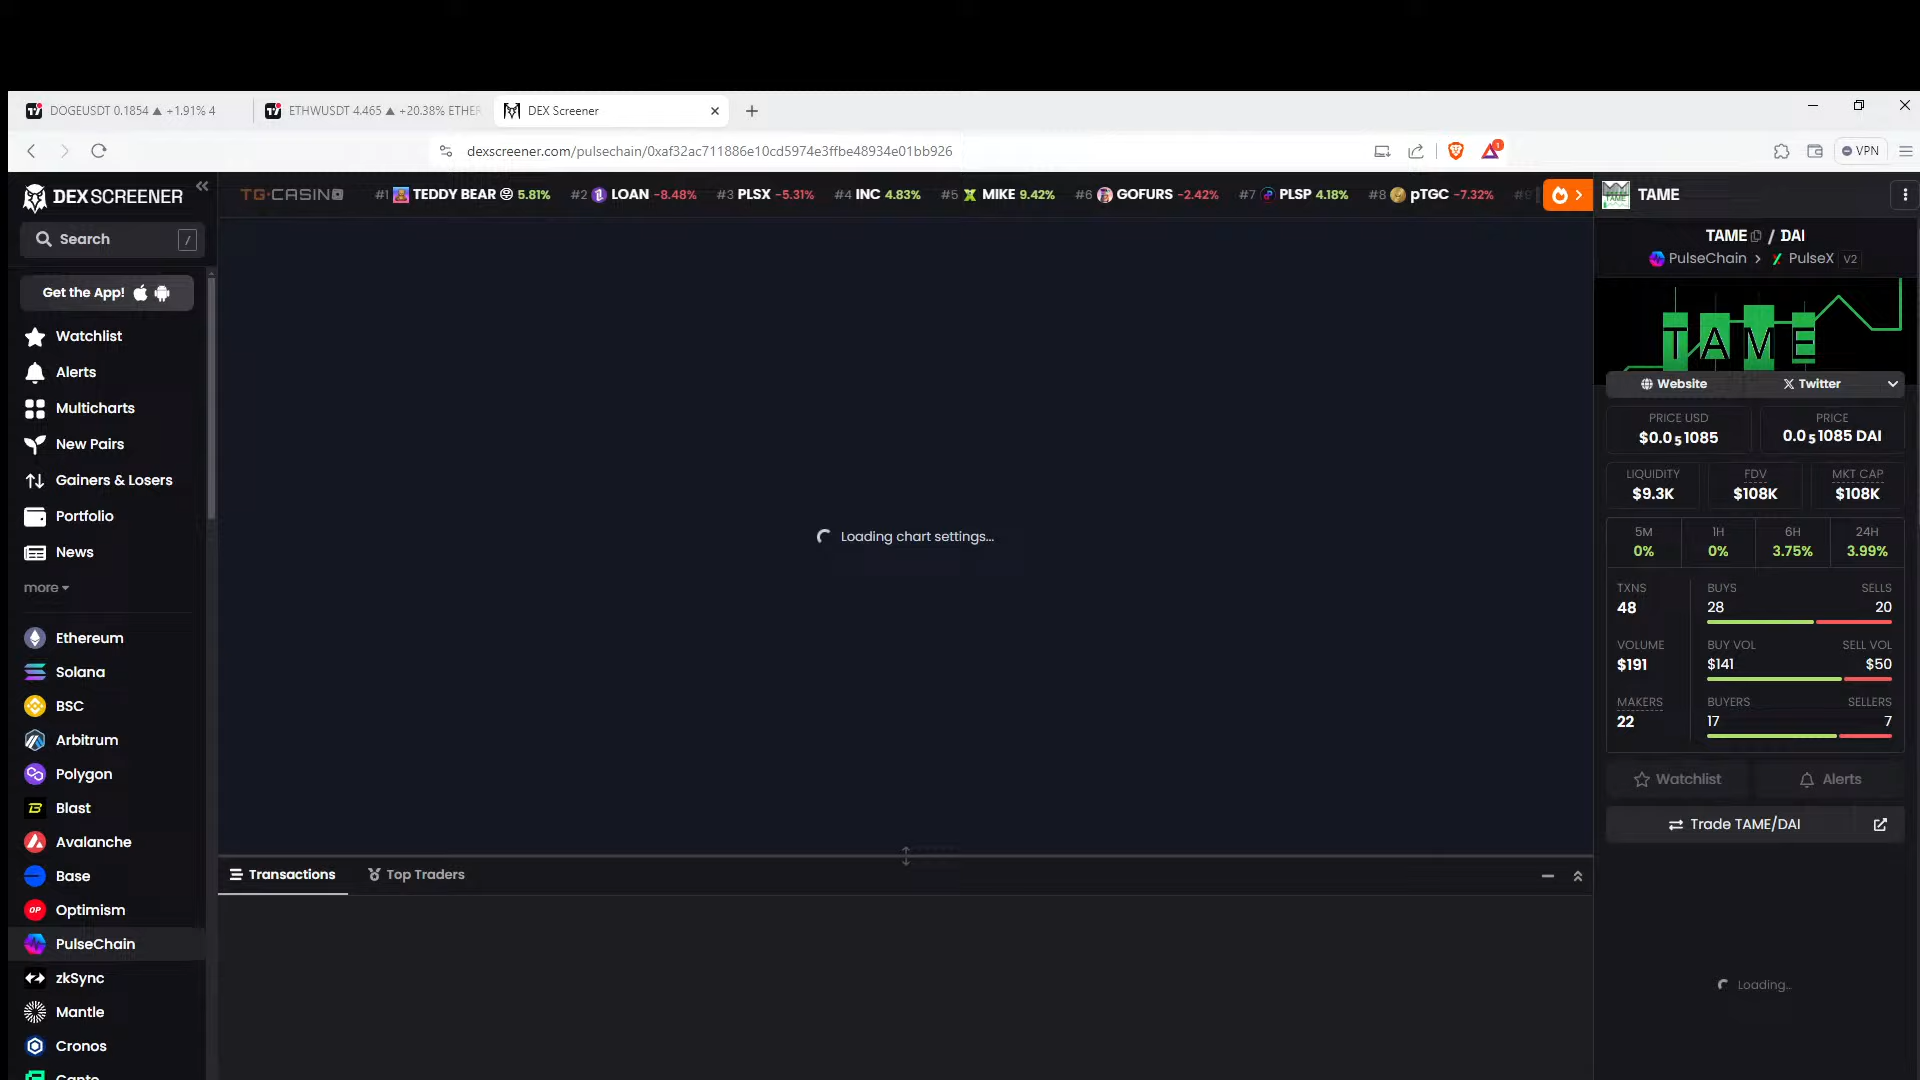 DOGEUSDT 0.1854 ▲ +1.91% 4
ETHWUSDT 4.465 ▲ +20.38% ETHER
DEX Screener
dexscreener.com/pulsechain/0xaf32ac711886e10cd5974e3ffbe48934e01bb926
1
VPN
DEXSCREENER
TG·CASINO
#1 TEDDY BEAR 5.81%
#2 LOAN -8.48%
#3 PLSX -5.31%
#4 INC 4.83%
#5 MIKE 9.42%
#6 GOFURS -2.42%
#7 PLSP 4.18%
#8 pTGC -7.32%
Search /
Get the App!
Watchlist
Alerts
Multicharts
New Pairs
Gainers & Losers
Portfolio
News
more
Ethereum
Solana
BSC
Arbitrum
Polygon
Blast
Avalanche
Base
OP Optimism
PulseChain
zkSync
Mantle
Cronos
Loading chart settings...
Transactions
Top Traders
TAME
TAME / DAI
PulseChain > PulseX V2
TAME
Website
Twitter
PRICE USD
$0.0₅1085
PRICE
0.0₅1085 DAI
LIQUIDITY
$9.3K
FDV
$108K
MKT CAP
$108K
5M
0%
1H
0%
6H
3.75%
24H
3.99%
TXNS
48
BUYS
28
SELLS
20
VOLUME
$191
BUY VOL
$141
SELL VOL
$50
MAKERS
22
BUYERS
17
SELLERS
7
Watchlist
Alerts
Trade TAME/DAI
Loading...